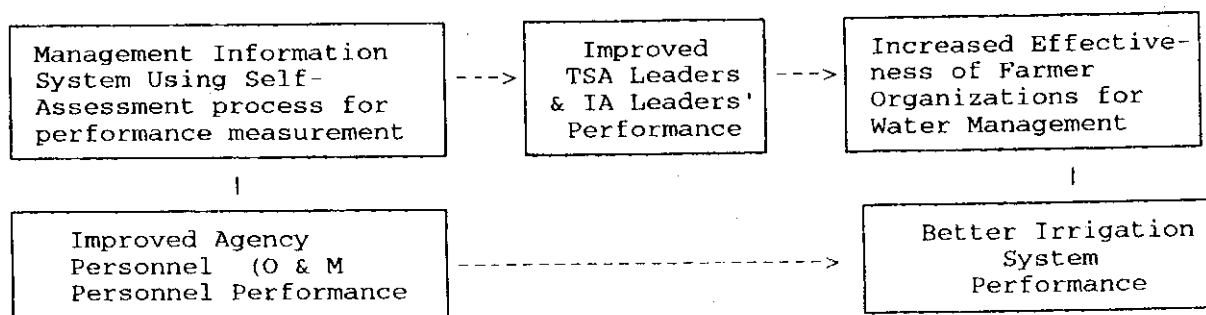 Management Information
System Using Self-
Assessment process for
performance measurement
--->
Improved
TSA Leaders
& IA Leaders'
Performance
--->
Increased Effective-
ness of Farmer
Organizations for
Water Management
Improved Agency
Personnel (O & M
Personnel Performance
---------------------------->
Better Irrigation
System
Performance